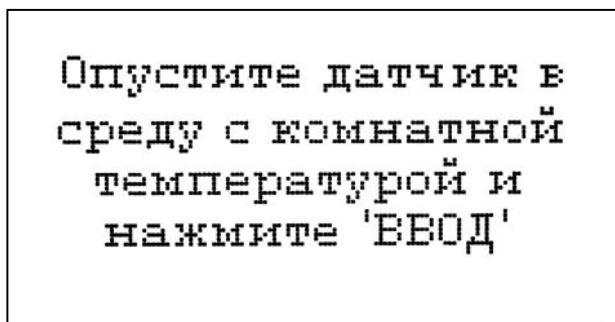 Опустите датчик в
среду с комнатной
температурой и
нажмите 'ВВОД'